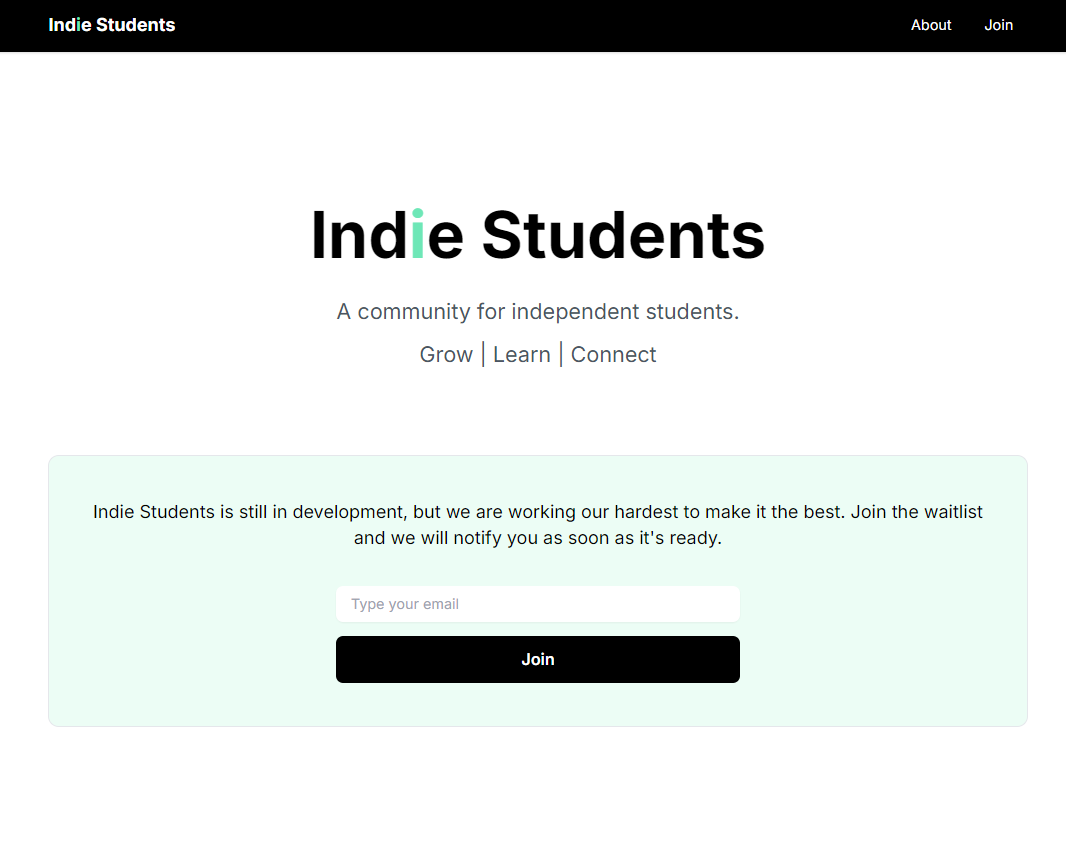 Indie Students
About
Join
Indie Students
A community for independent students.
Grow | Learn | Connect
Indie Students is still in development, but we are working our hardest to make it the best. Join the waitlist
and we will notify you as soon as it's ready.
Type your email
Join